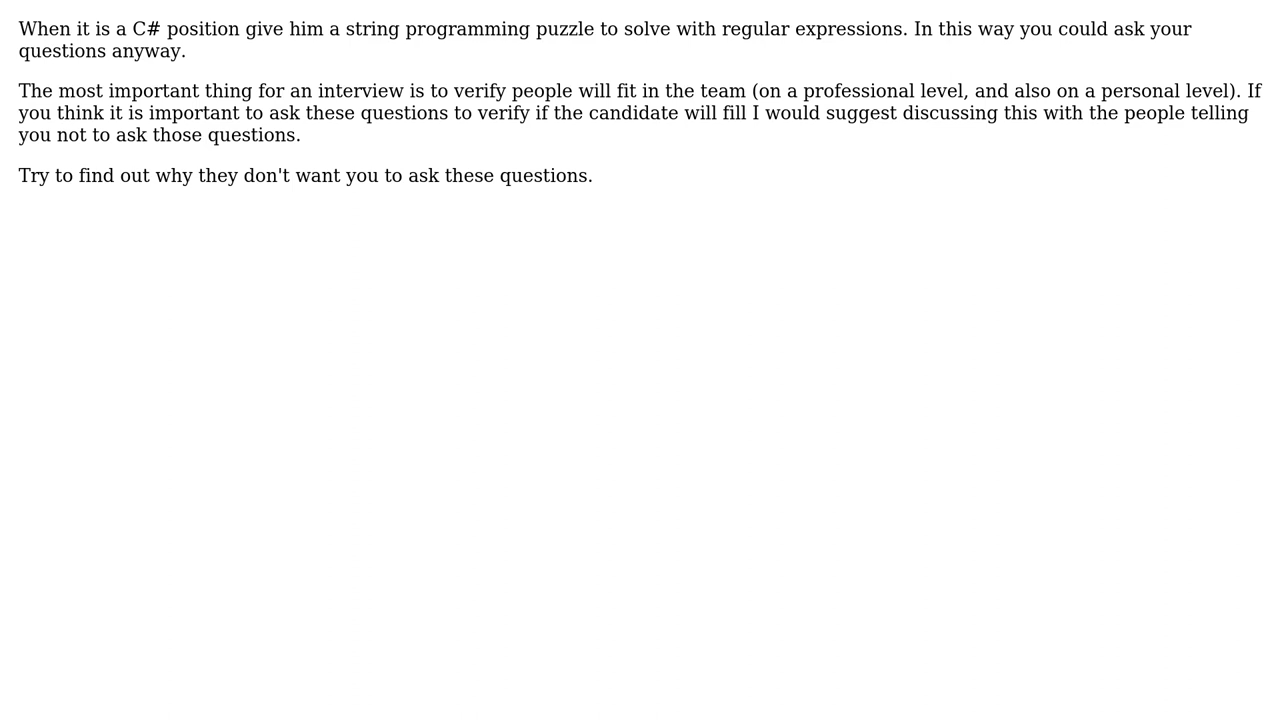 When it is a C# position give him a string programming puzzle to solve with regular expressions. In this way you could ask your
questions anyway.
The most important thing for an interview is to verify people will fit in the team (on a professional level, and also on a personal level). If
you think it is important to ask these questions to verify if the candidate will fill I would suggest discussing this with the people telling
you not to ask those questions.
Try to find out why they don't want you to ask these questions.